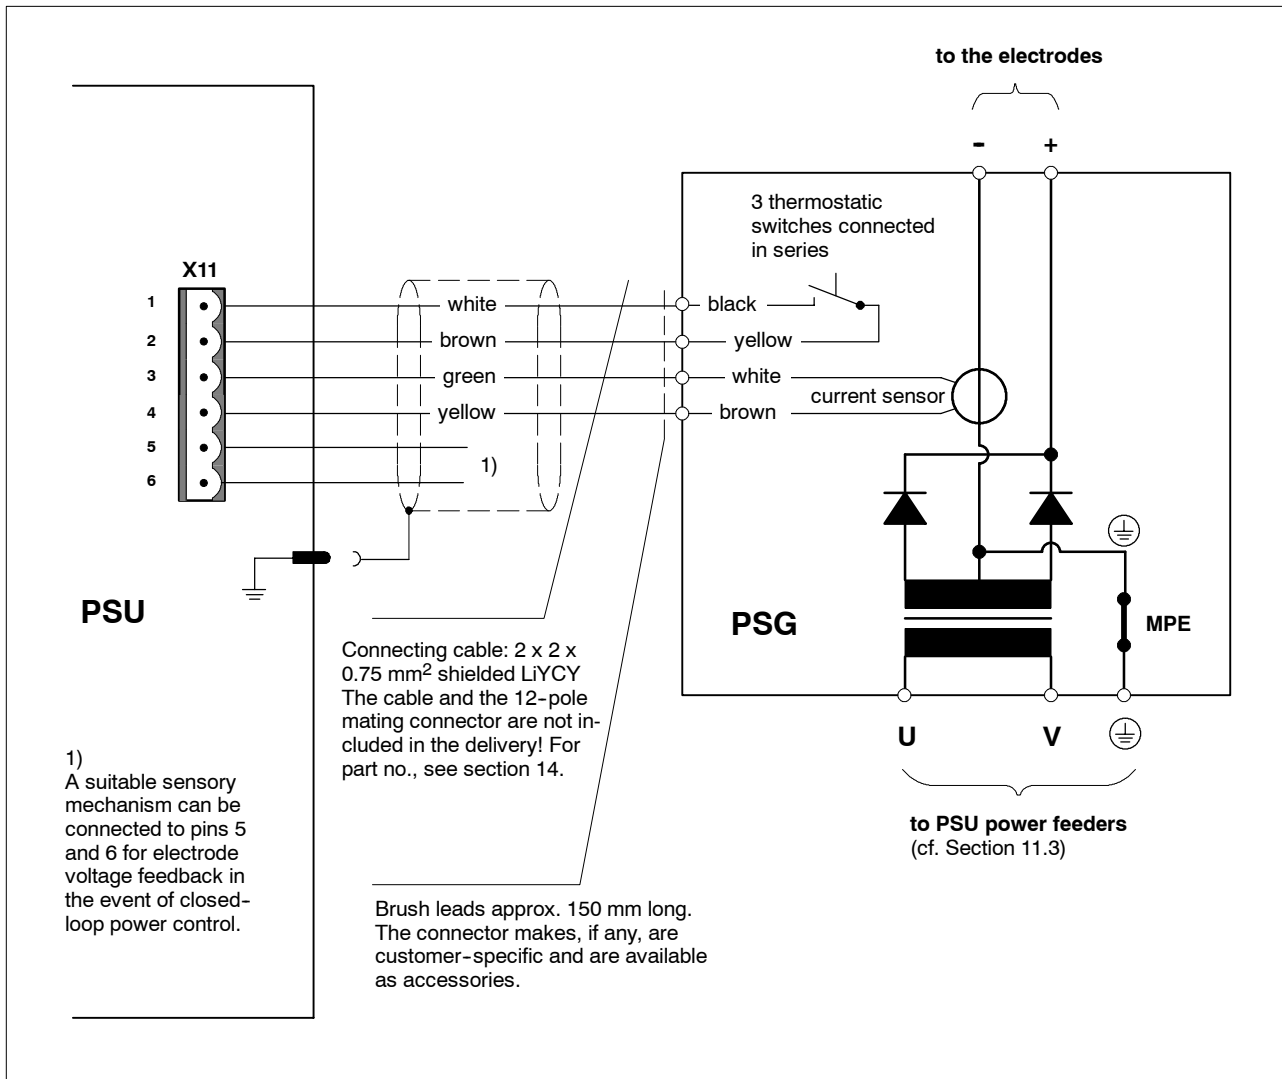 to the electrodes
- +
3 thermostatic
switches connected
in series
X11
1 white black
2 brown yellow
3 green white
current sensor
4 yellow brown
5
1)
6
PSU
PSG
MPE
Connecting cable: 2 x 2 x
0.75 mm2 shielded LiYCY
The cable and the 12-pole
mating connector are not in-
cluded in the delivery! For
part no., see section 14.
U V
1)
A suitable sensory
mechanism can be
connected to pins 5
and 6 for electrode
voltage feedback in
the event of closed-
loop power control.
to PSU power feeders
(cf. Section 11.3)
Brush leads approx. 150 mm long.
The connector makes, if any, are
customer-specific and are available
as accessories.